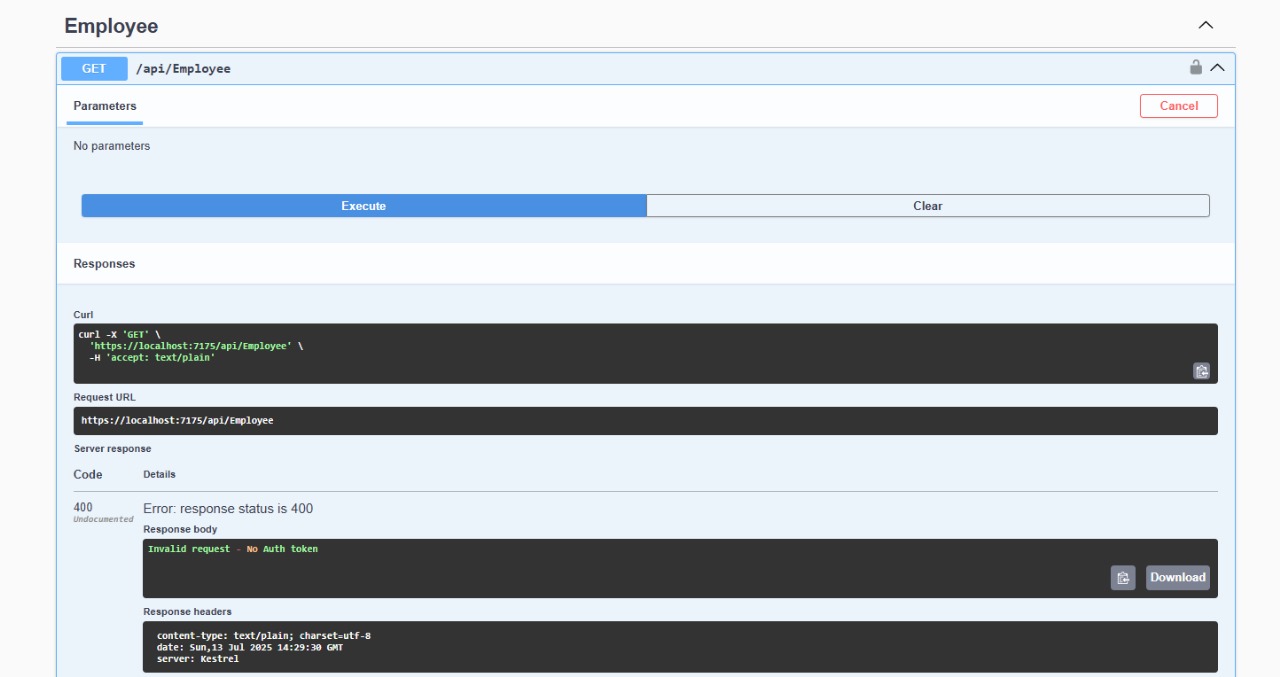 Employee
GET /api/Employee
Parameters
Cancel
No parameters
Execute
Clear
Responses
Curl
curl -X 'GET' \
'https://localhost:7175/api/Employee' \
-H 'accept: text/plain'
Request URL
https://localhost:7175/api/Employee
Server response
Code Details
400 Error: response status is 400
Undocumented
Response body
Invalid request - No Auth token
Download
Response headers
content-type: text/plain; charset=utf-8
date: Sun,13 Jul 2025 14:29:30 GMT
server: Kestrel